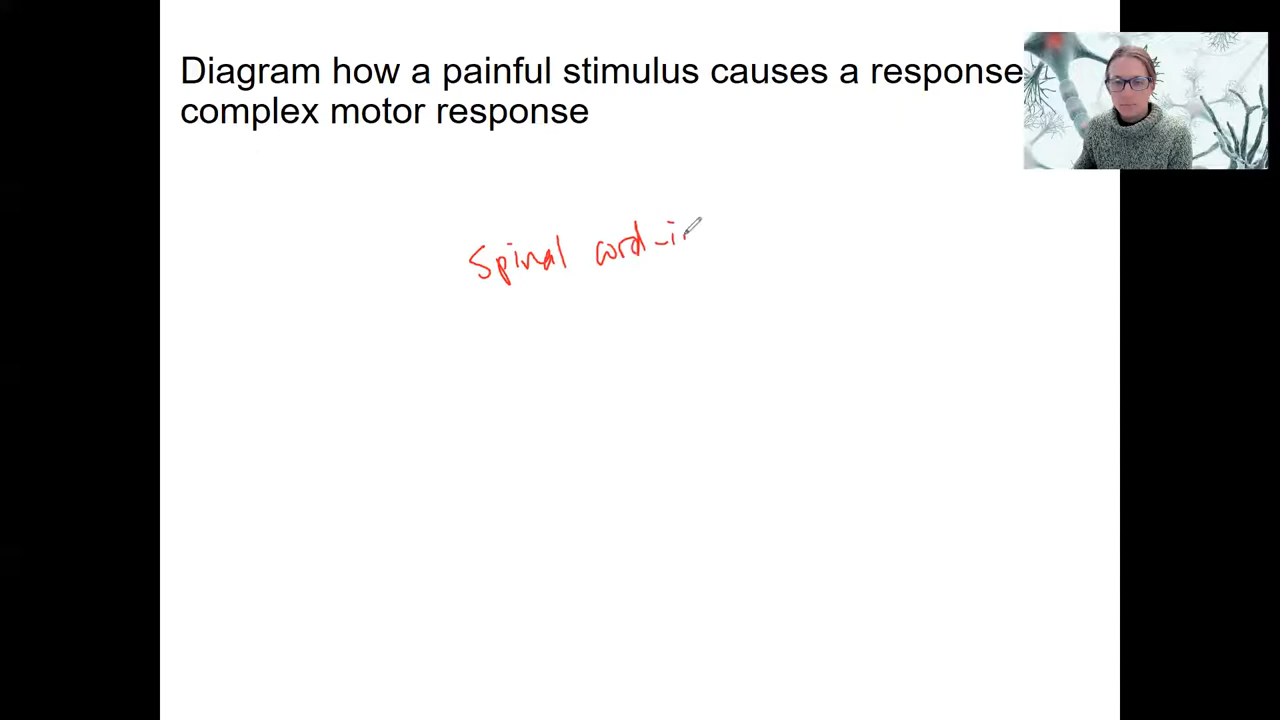 Diagram how a painful stimulus causes a response
complex motor response
Spinal cord-i